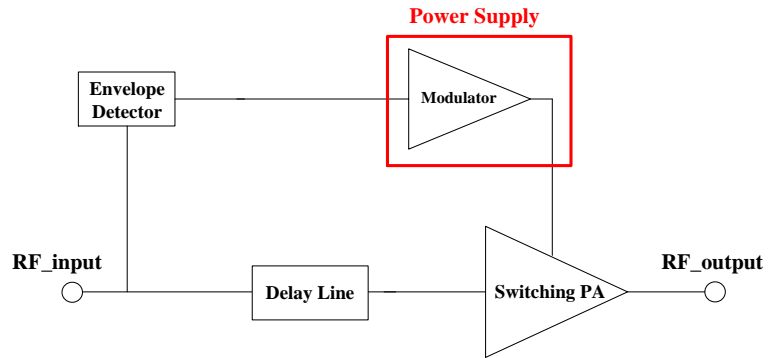 Power Supply
Envelope
Detector
Modulator
RF_input
RF_output
Delay Line
Switching PA